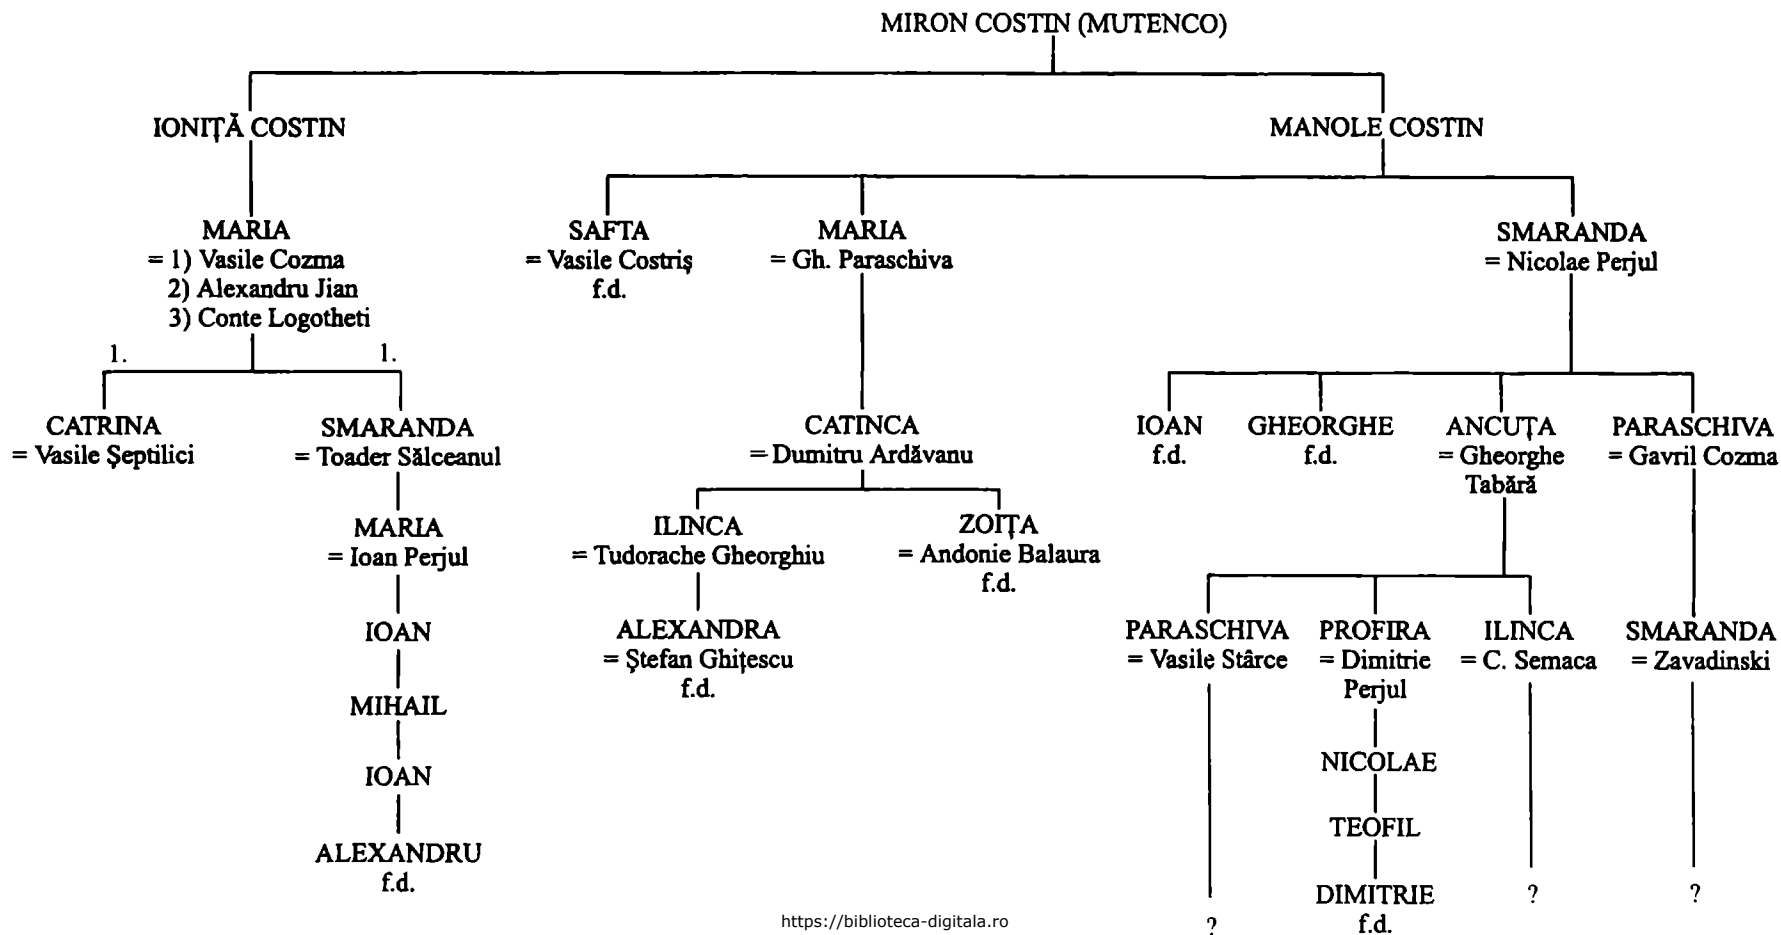 MIRON COSTIN (MUTENCO)
IONIȚĂ COSTIN
MANOLE COSTIN
MARIA
= 1) Vasile Cozma
2) Alexandru Jian
3) Conte Logotheti
SAFTA
= Vasile Costriș
f.d.
MARIA
= Gh. Paraschiva
SMARANDA
= Nicolae Perjul
1.
1.
CATRINA
= Vasile Șeptilici
SMARANDA
= Toader Sălceanul
CATINCA
= Dumitru Ardăvanu
IOAN
f.d.
GHEORGHE
f.d.
ANCUȚA
= Gheorghe
Tabără
PARASCHIVA
= Gavril Cozma
MARIA
= Ioan Perjul
ILINCA
= Tudorache Gheorghiu
ZOIȚA
= Andonie Balaura
f.d.
IOAN
ALEXANDRA
= Ștefan Ghițescu
f.d.
PARASCHIVA
= Vasile Stârce
PROFIRA
= Dimitrie
Perjul
ILINCA
= C. Semaca
SMARANDA
= Zavadinski
MIHAIL
IOAN
NICOLAE
TEOFIL
ALEXANDRU
f.d.
DIMITRIE
f.d.
?
?
?
https://biblioteca-digitala.ro